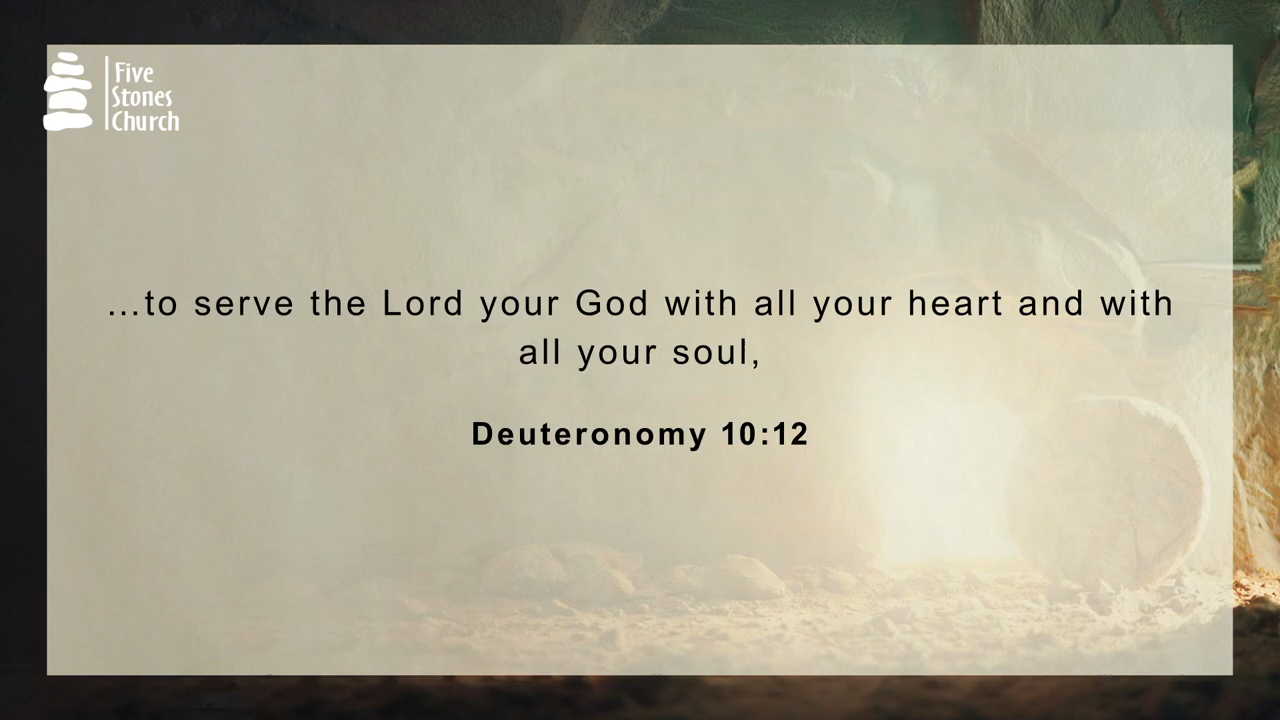 Five
Stones
Church
...to serve the Lord your God with all your heart and with
all your soul,
Deuteronomy 10:12